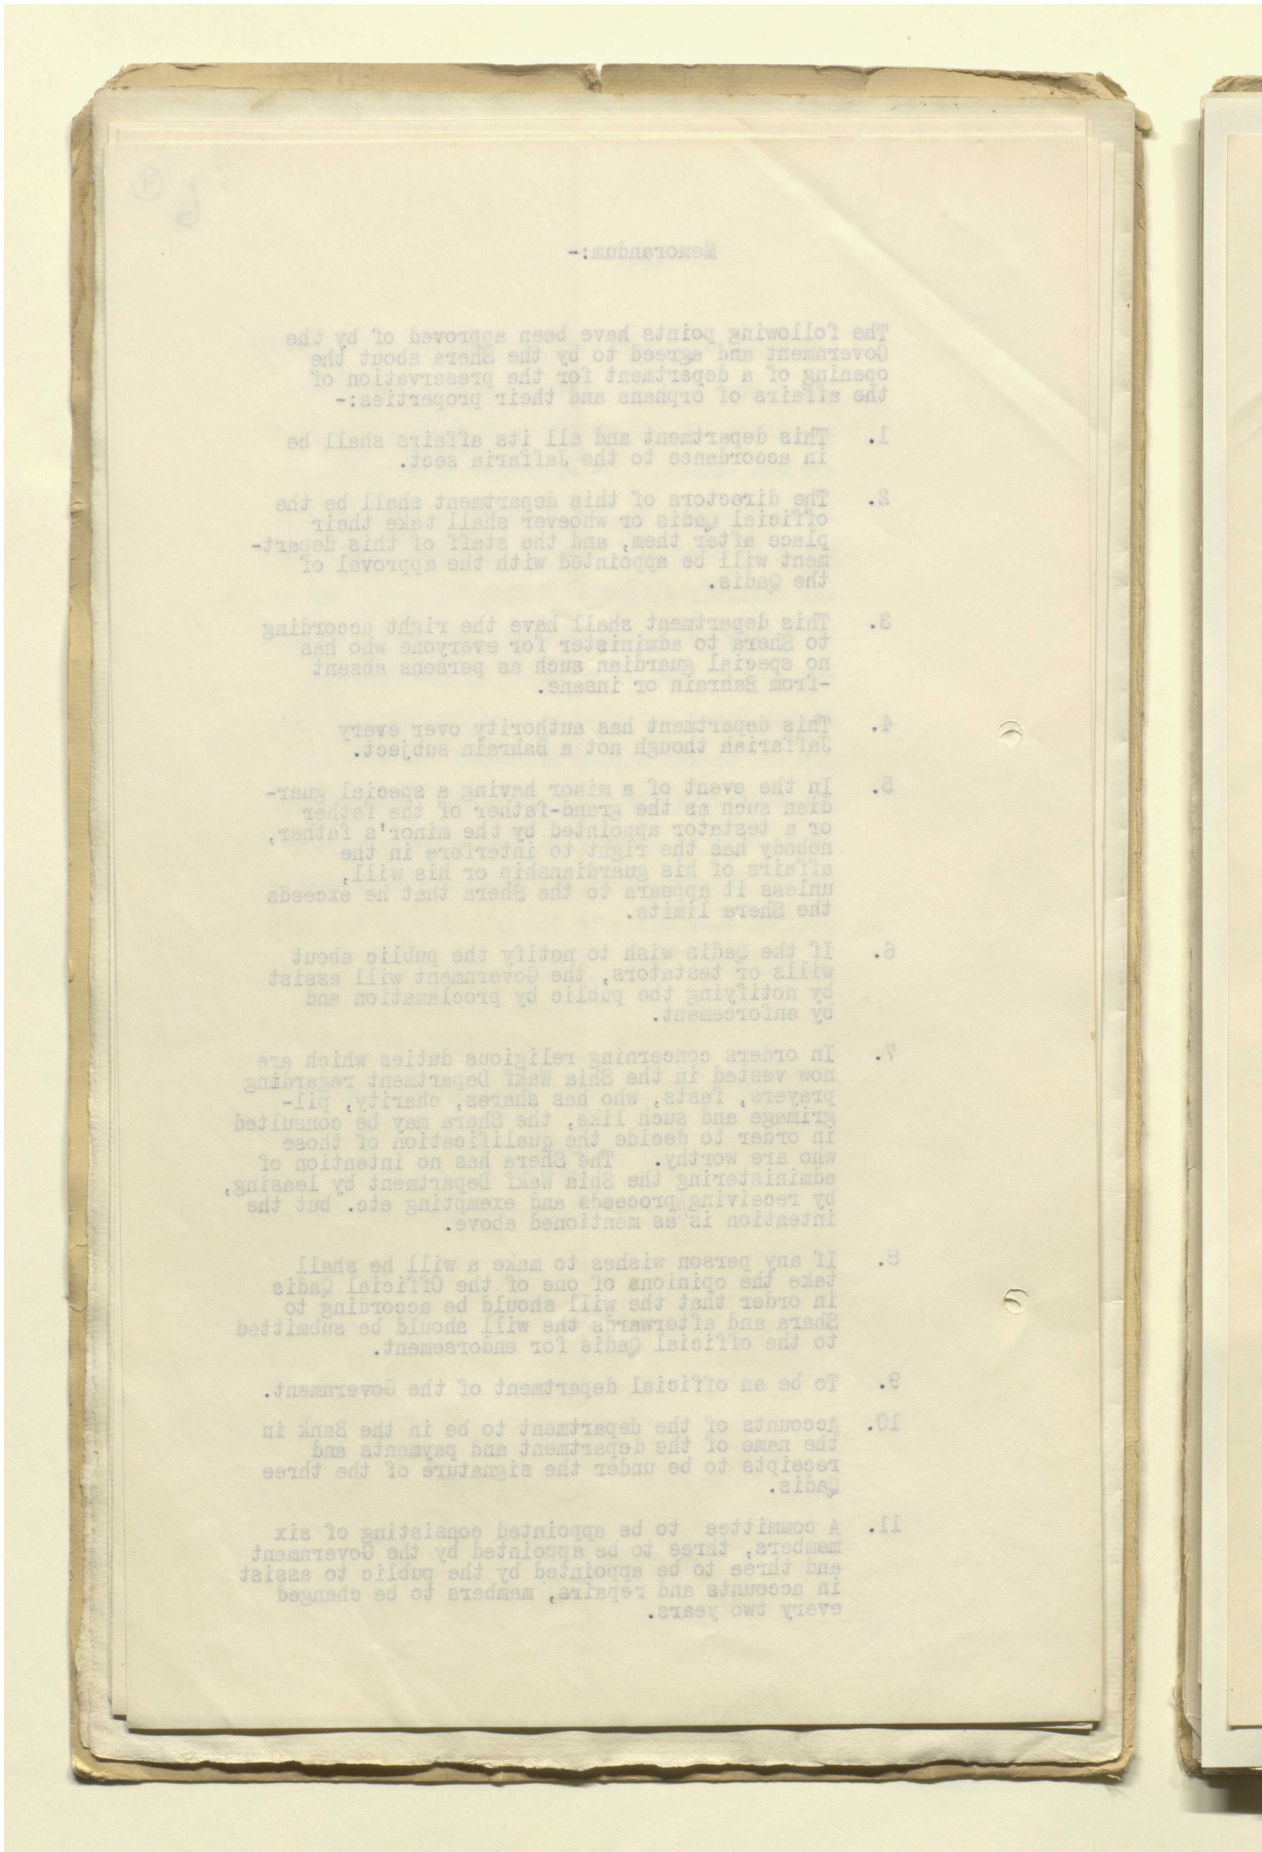 6
Memorandum:-
The following points have been approved of by the
Government and agreed to by the Shera about the
opening of a department for the preservation of
the affairs of orphans and their properties:-
1. This department and all its affairs shall be
in accordance to the Jaffaria sect.
2. The directors of this department shall be the
official Qadis or whoever shall take their
place after them, and the staff of this depart-
ment will be appointed with the approval of
the Qadis.
3. This department shall have the right according
to Shera to administer for everyone who has
no special guardian such as persons absent
-from Bahrain or insane.
4. This department has authority over every
Jaffarian though not a Bahrain subject.
5. In the event of a minor having a special guar-
dian such as the grand-father of the father
or a testator appointed by the minor's father,
nobody has the right to interfere in the
affairs of his guardianship or his will,
unless it appears to the Shera that he exceeds
the Shera limits.
6. If the Qadis wish to notify the public about
wills or testators, the Government will assist
by notifying the public by proclamation and
by enforcement.
7. In orders concerning religious duties which are
now vested in the Shia Wakf Department regarding
prayers, fasts, who has shares, charity, pil-
grimage and such like, the Shera may be consulted
in order to decide the qualification of those
who are worthy. The Shera has no intention of
administering the Shia Wakf Department by leasing,
by receiving proceeds and exempting etc. but the
intention is as mentioned above.
8. If any person wishes to make a will he shall
take the opinions of one of the Official Qadis
in order that the will should be according to
Shara and afterwards the will should be submitted
to the official Qadis for endorsement.
9. To be an official department of the Government.
10. Accounts of the department to be in the Bank in
the name of the department and payments and
receipts to be under the signature of the three
Qadis.
11. A committee to be appointed consisting of six
members, three to be appointed by the Government
and three to be appointed by the public to assist
in accounts and repairs, members to be changed
every two years.